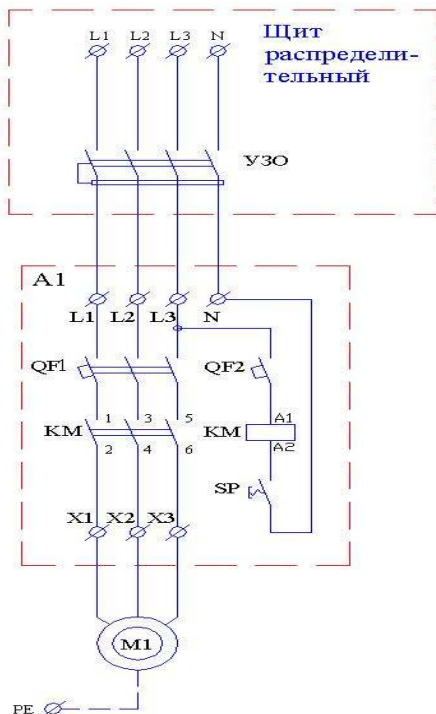 L1 L2 L3 N
Щит
распредели-
тельный
УЗО
A1
L1 L2 L3 N
QF1
QF2
KM
1 3 5
2 4 6
KM
A1
A2
SP
X1 X2 X3
M1
PE